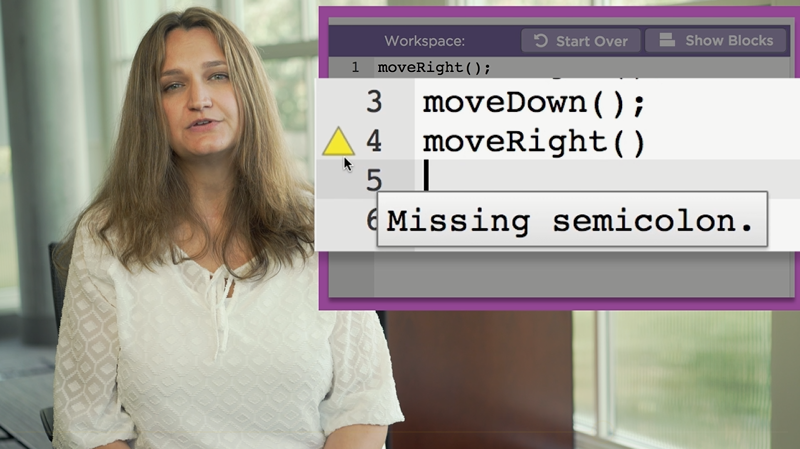 Workspace:
Start Over
Show Blocks
1 moveRight();
3 moveDown();
4 moveRight()
5
6
Missing semicolon.